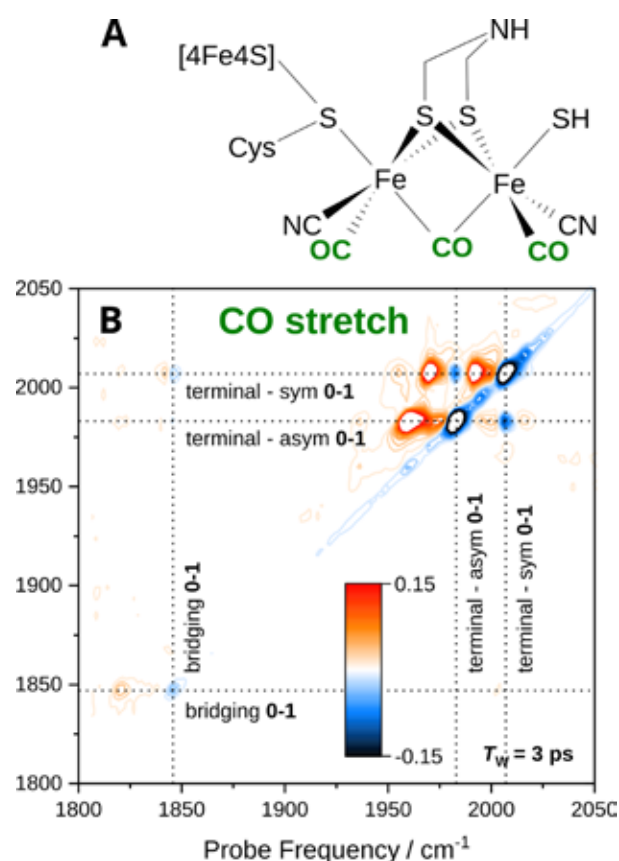 A
NH
[4Fe4S]
S
S
S
SH
Cys
Fe
Fe
NC
CN
OC
CO
CO
2050
B
CO stretch
2000
terminal - sym 0-1
terminal - asym 0-1
1950
bridging 0-1
terminal - asym 0-1
terminal - sym 0-1
1900
0.15
1850
bridging 0-1
-0.15
Tw = 3 ps
1800
1800 1850 1900 1950 2000 2050
Probe Frequency / cm⁻¹